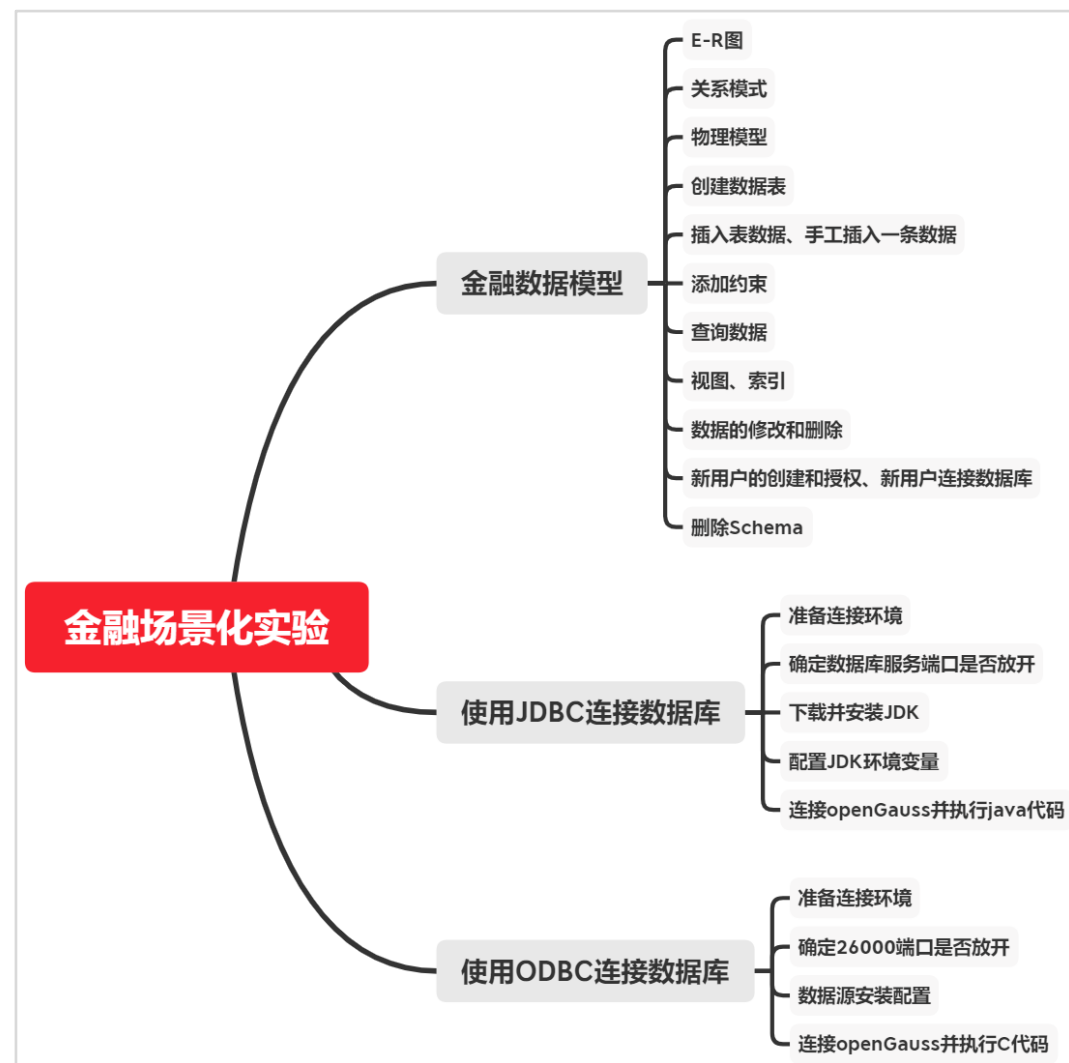 金融场景化实验
金融数据模型
E-R图
关系模式
物理模型
创建数据表
插入表数据、手工插入一条数据
添加约束
查询数据
视图、索引
数据的修改和删除
新用户的创建和授权、新用户连接数据库
删除Schema
使用JDBC连接数据库
准备连接环境
确定数据库服务端口是否放开
下载并安装JDK
配置JDK环境变量
连接openGauss并执行java代码
使用ODBC连接数据库
准备连接环境
确定26000端口是否放开
数据源安装配置
连接openGauss并执行C代码